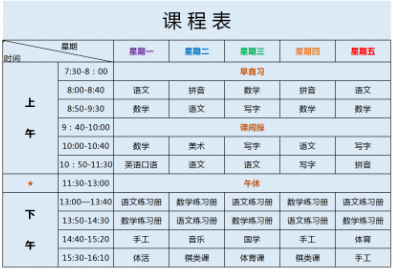 课程表
星期
时间
星期一 星期二 星期三 星期四 星期五
上午
7:30-8：00 早自习
8:00-8:40 语文 拼音 数学 拼音 语文
8:50-9:30 数学 语文 写字 数学 数学
9：40-10:00 课间操
10:00-10:40 数学 美术 写字 语文 写字
10：50-11:30 英语口语 语文 语文 写字 拼音
★ 11:30-13:00 午休
下午
13:00—13:40 语文练习册 数学练习册 语文练习册 数学练习册 语文练习册
13:50-14:30 数学练习册 语文练习册 数学练习册 语文练习册 数学练习册
14:40-15:20 手工 音乐 国学 手工 体育
15:30-16:10 体活 棋类课 体育课 棋类课 手工